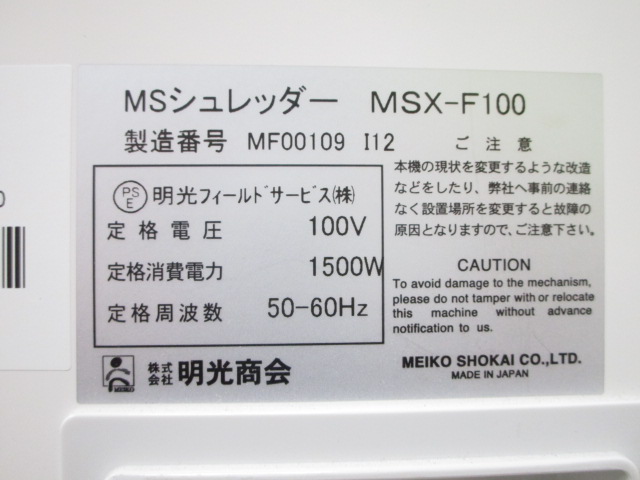 MSシュレッダー MSX-F100
製造番号 MF00109 I12
PS
E
明光フィールドサービス(株)
定格電圧 100V
定格消費電力 1500W
定格周波数 50-60Hz
株式
会社
明光商会
MEIKO
ご注意
本機の現状を変更するような改造
などをしたり、弊社へ事前の連絡
なく設置場所を変更すると故障の
原因となりますので、ご注意下さい。
CAUTION
To avoid damage to the mechanism,
please do not tamper with or relocate
this machine without advance
notification to us.
MEIKO SHOKAI CO.,LTD.
MADE IN JAPAN
0